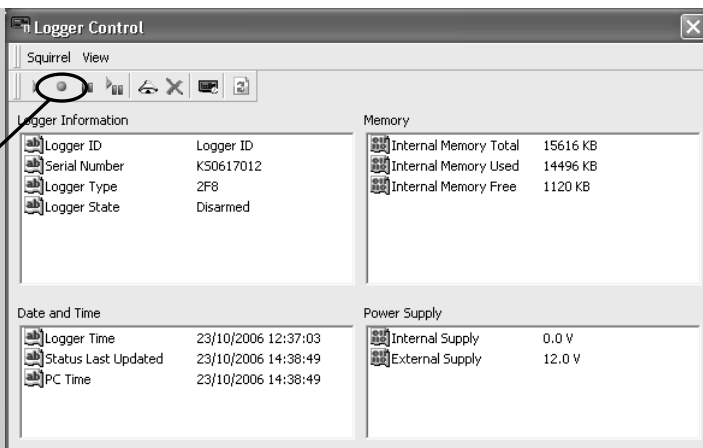 Logger Control
Squirrel View
Logger Information
Logger ID Logger ID
Serial Number KS0617012
Logger Type 2F8
Logger State Disarmed
Memory
Internal Memory Total 15616 KB
Internal Memory Used 14496 KB
Internal Memory Free 1120 KB
Date and Time
Logger Time 23/10/2006 12:37:03
Status Last Updated 23/10/2006 14:38:49
PC Time 23/10/2006 14:38:49
Power Supply
Internal Supply 0.0 V
External Supply 12.0 V